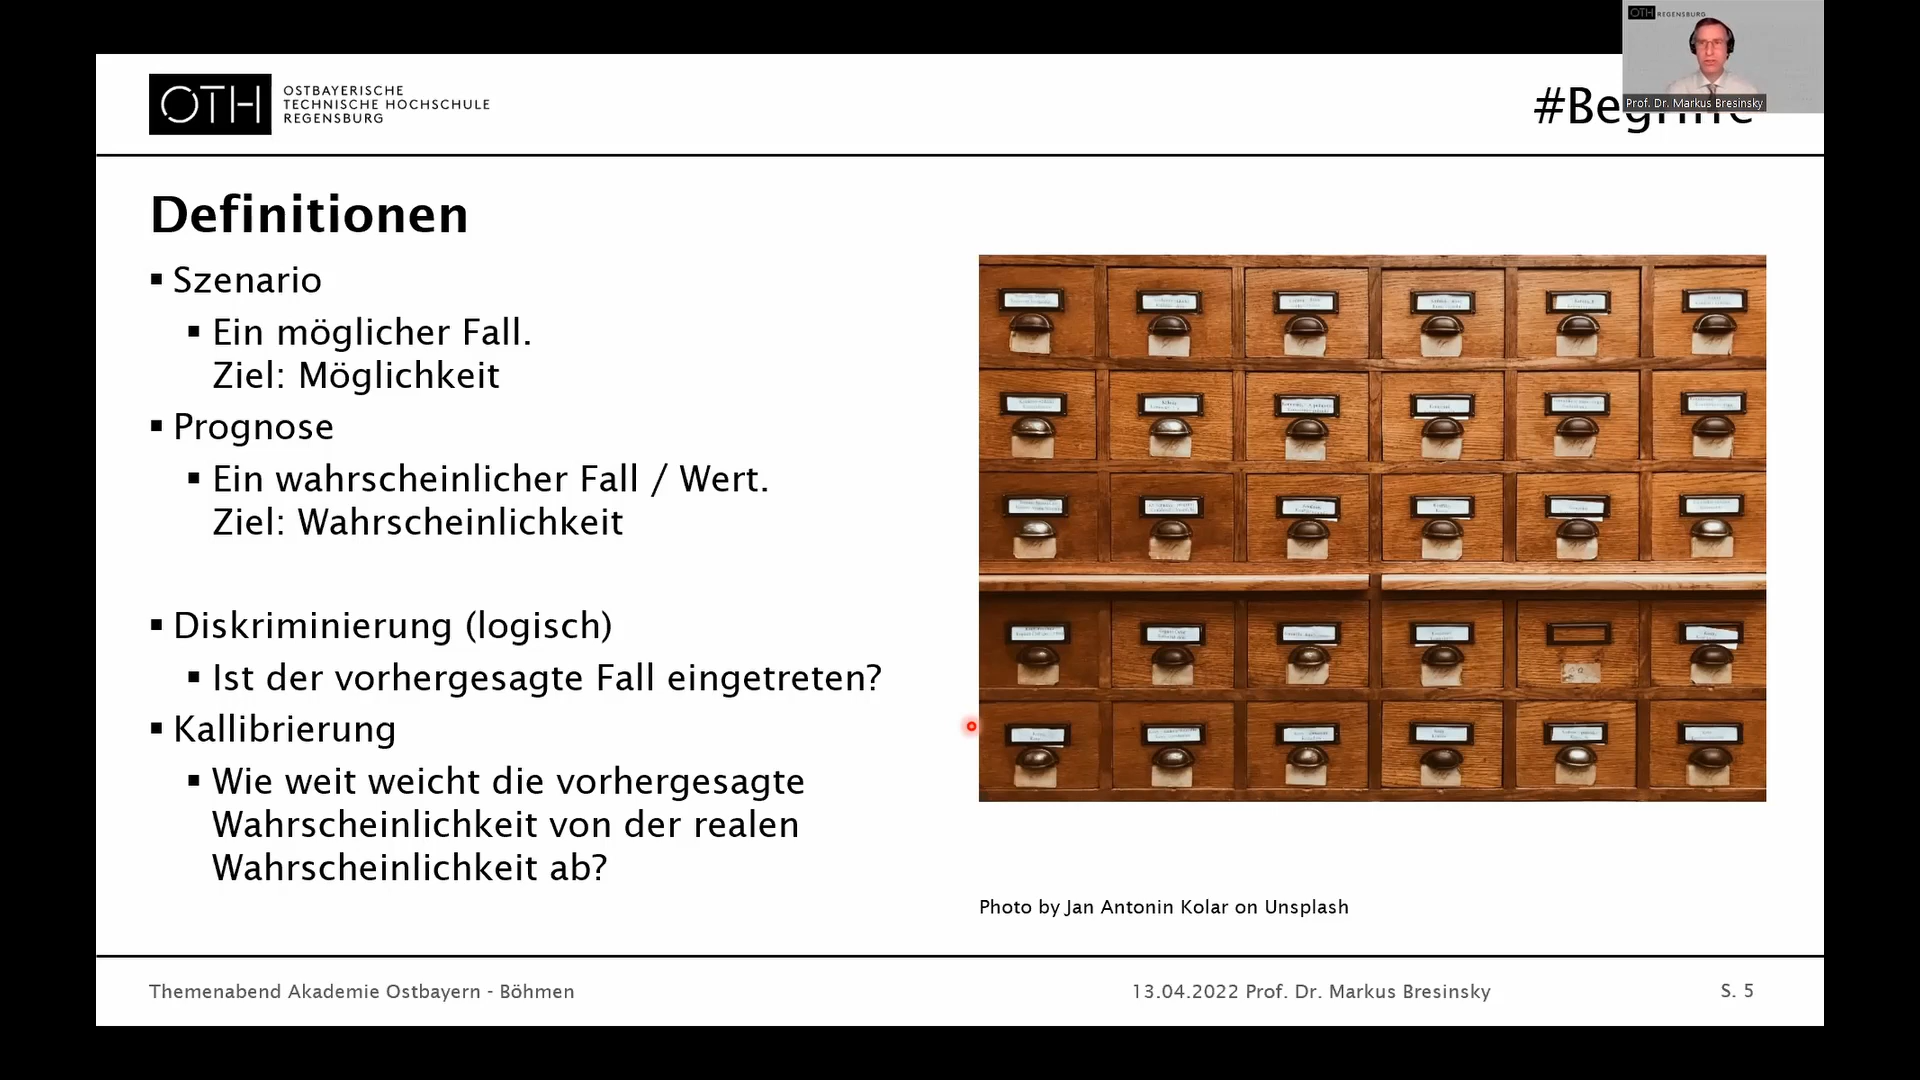 OTH REGENSBURG
Prof. Dr. Markus Bresinsky
OTH
OSTBAYERISCHE
TECHNISCHE HOCHSCHULE
REGENSBURG
Definitionen
▪ Szenario
▪ Ein möglicher Fall.
Ziel: Möglichkeit
▪ Prognose
▪ Ein wahrscheinlicher Fall / Wert.
Ziel: Wahrscheinlichkeit
▪ Diskriminierung (logisch)
▪ Ist der vorhergesagte Fall eingetreten?
▪ Kallibrierung
▪ Wie weit weicht die vorhergesagte
Wahrscheinlichkeit von der realen
Wahrscheinlichkeit ab?
Photo by Jan Antonin Kolar on Unsplash
Themenabend Akademie Ostbayern - Böhmen
13.04.2022 Prof. Dr. Markus Bresinsky
S. 5